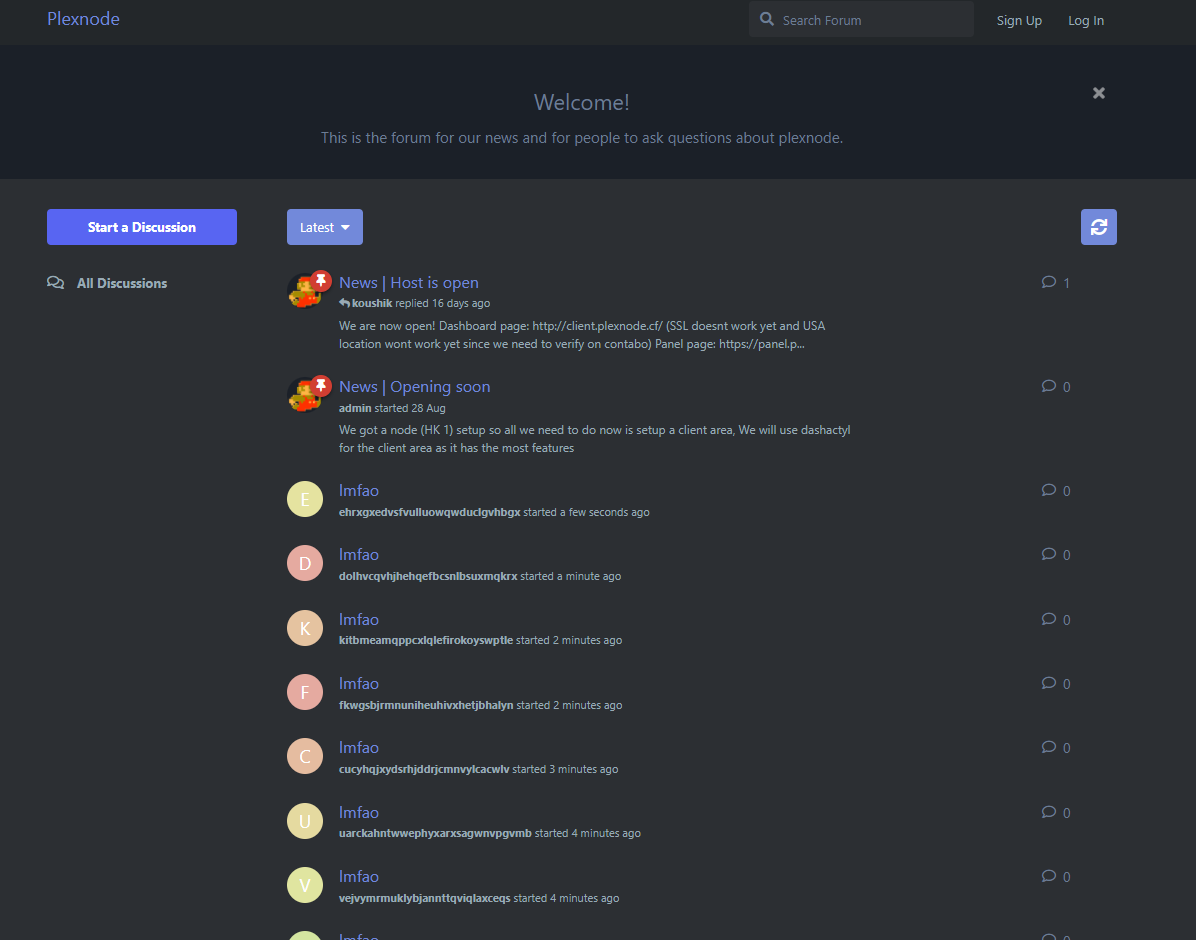 Plexnode
Search Forum
Sign Up
Log In
Welcome!
This is the forum for our news and for people to ask questions about plexnode.
Start a Discussion
Latest
All Discussions
News | Host is open
1
koushik replied 16 days ago
We are now open! Dashboard page: http://client.plexnode.cf/ (SSL doesnt work yet and USA
location wont work yet since we need to verify on contabo) Panel page: https://panel.p...
News | Opening soon
0
admin started 28 Aug
We got a node (HK 1) setup so all we need to do now is setup a client area, We will use dashactyl
for the client area as it has the most features
E
lmfao
0
ehrxgxedvsfvulluowqwduclgvhbgx started a few seconds ago
D
lmfao
0
dolhvcqvhjhehqefbcsnlbsuxmqkrx started a minute ago
K
lmfao
0
kitbmeamqppcxlqlefirokoyswptle started 2 minutes ago
F
lmfao
0
fkwgsbjrmnuniheuhivxhetjbhalyn started 2 minutes ago
C
lmfao
0
cucyhqjxydsrhjddrjcmnvylcacwlv started 3 minutes ago
U
lmfao
0
uarckahntwwephyxarxsagwnvpgvmb started 4 minutes ago
V
lmfao
0
vejvymrmuklybjannttqviqlaxceqs started 4 minutes ago
lmfao
0